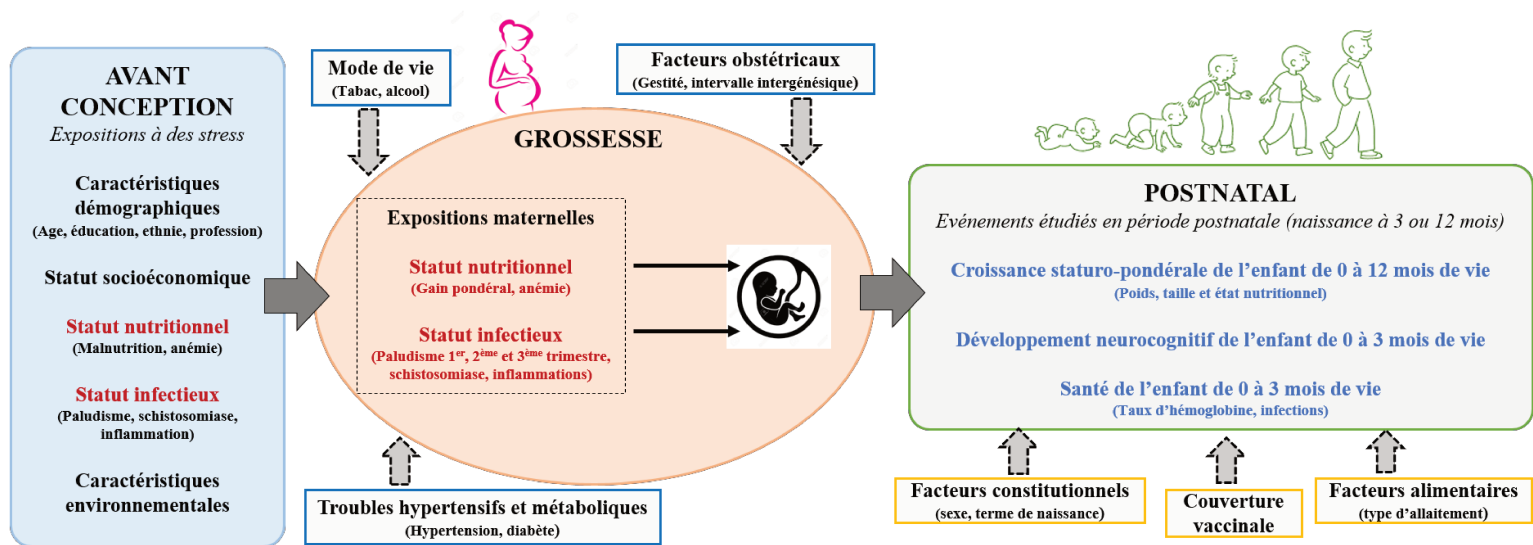 AVANT
CONCEPTION
Expositions à des stress
Caractéristiques
démographiques
(Age, éducation, ethnie, profession)
Statut socioéconomique
Statut nutritionnel
(Malnutrition, anémie)
Statut infectieux
(Paludisme, schistosomiase,
inflammation)
Caractéristiques
environnementales
Mode de vie
(Tabac, alcool)
Facteurs obstétricaux
(Gestité, intervalle intergénésique)
GROSSESSE
Expositions maternelles
Statut nutritionnel
(Gain pondéral, anémie)
Statut infectieux
(Paludisme 1er, 2ème et 3ème trimestre,
schistosomiase, inflammations)
Troubles hypertensifs et métaboliques
(Hypertension, diabète)
POSTNATAL
Evénements étudiés en période postnatale (naissance à 3 ou 12 mois)
Croissance staturo-pondérale de l’enfant de 0 à 12 mois de vie
(Poids, taille et état nutritionnel)
Développement neurocognitif de l’enfant de 0 à 3 mois de vie
Santé de l’enfant de 0 à 3 mois de vie
(Taux d’hémoglobine, infections)
Facteurs constitutionnels
(sexe, terme de naissance)
Couverture
vaccinale
Facteurs alimentaires
(type d’allaitement)